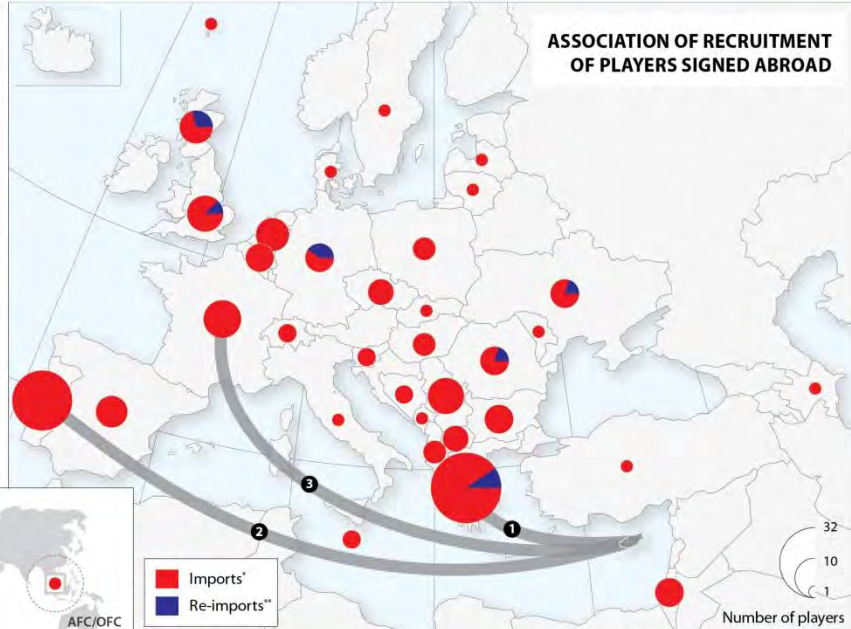 ASSOCIATION OF RECRUITMENT
OF PLAYERS SIGNED ABROAD
3
2
1
Imports*
Re-imports**
AFC/OFC
32
10
1
Number of players